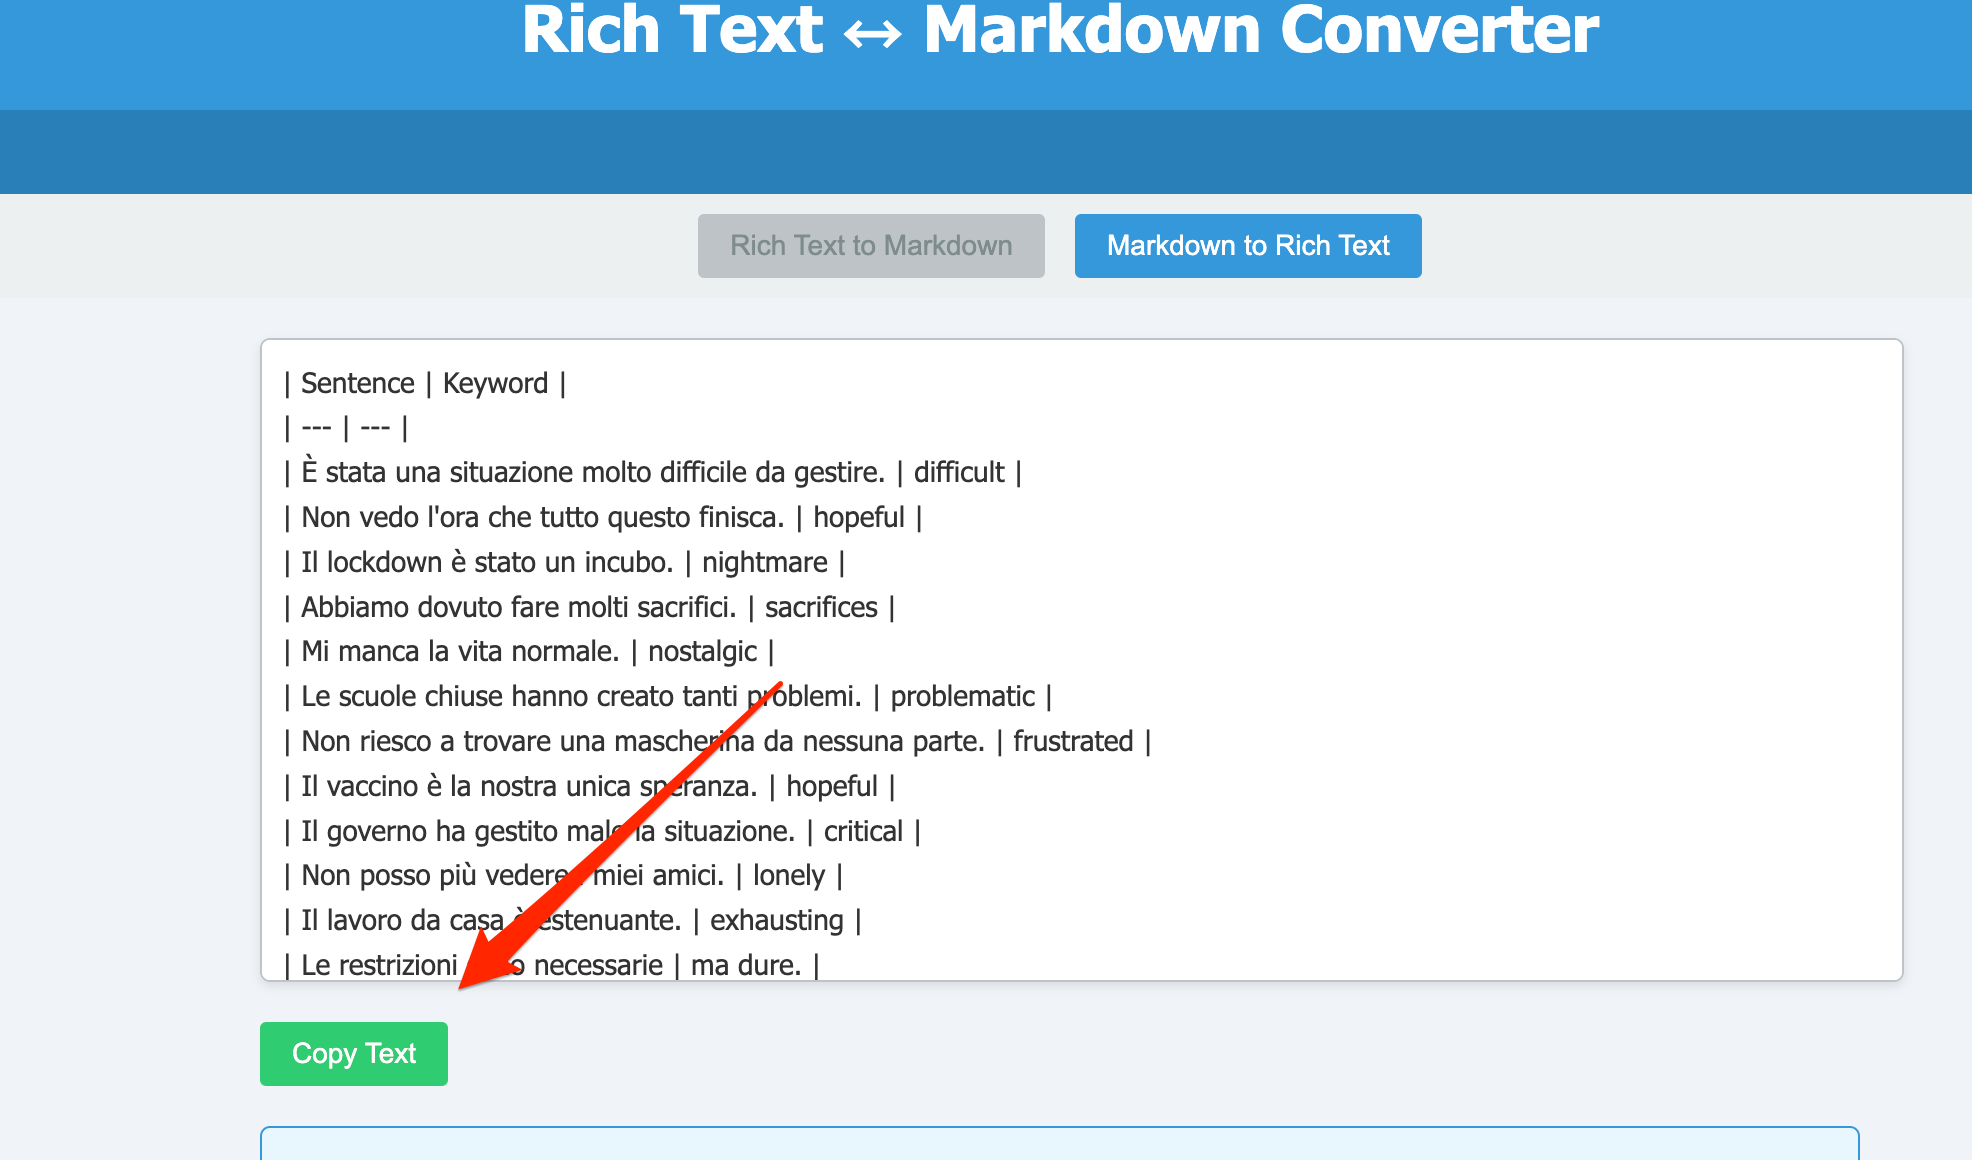 Rich Text ↔ Markdown Converter
Rich Text to Markdown
Markdown to Rich Text
| Sentence | Keyword |
| --- | --- |
| È stata una situazione molto difficile da gestire. | difficult |
| Non vedo l'ora che tutto questo finisca. | hopeful |
| Il lockdown è stato un incubo. | nightmare |
| Abbiamo dovuto fare molti sacrifici. | sacrifices |
| Mi manca la vita normale. | nostalgic |
| Le scuole chiuse hanno creato tanti problemi. | problematic |
| Non riesco a trovare una mascherina da nessuna parte. | frustrated |
| Il vaccino è la nostra unica speranza. | hopeful |
| Il governo ha gestito male la situazione. | critical |
| Non posso più vedere miei amici. | lonely |
| Il lavoro da casa è estenuante. | exhausting |
| Le restrizioni necessarie | ma dure. |
Copy Text